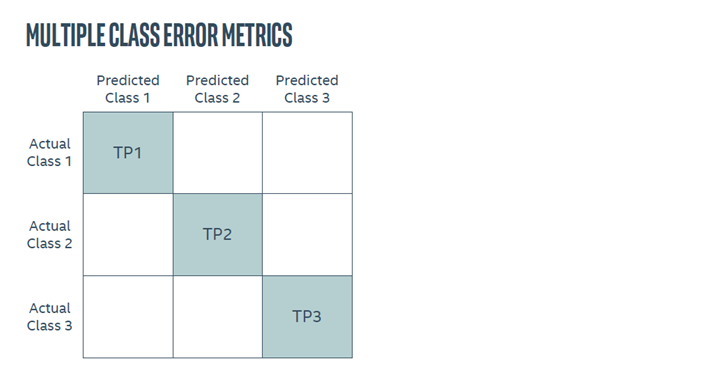 MULTIPLE CLASS ERROR METRICS
Predicted Predicted Predicted
Class 1 Class 2 Class 3
Actual
Class 1
TP1
Actual
Class 2
TP2
Actual
Class 3
TP3